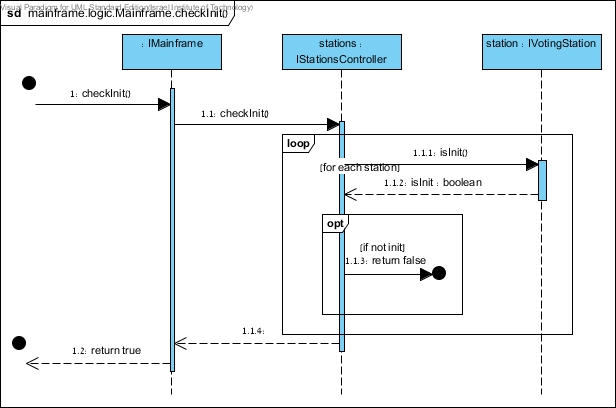 Visual Paradigm for UML Standard Edition(Israel Institute of Technology)
sd mainframe.logic.Mainframe.checkInit()
: IMainframe
stations :
IStationsController
station : IVotingStation
1: checkInit()
1.1: checkInit()
loop
1.1.1: isInit()
[for each station]
1.1.2: isInit : boolean
opt
[if not init]
1.1.3: return false
1.1.4:
1.2: return true